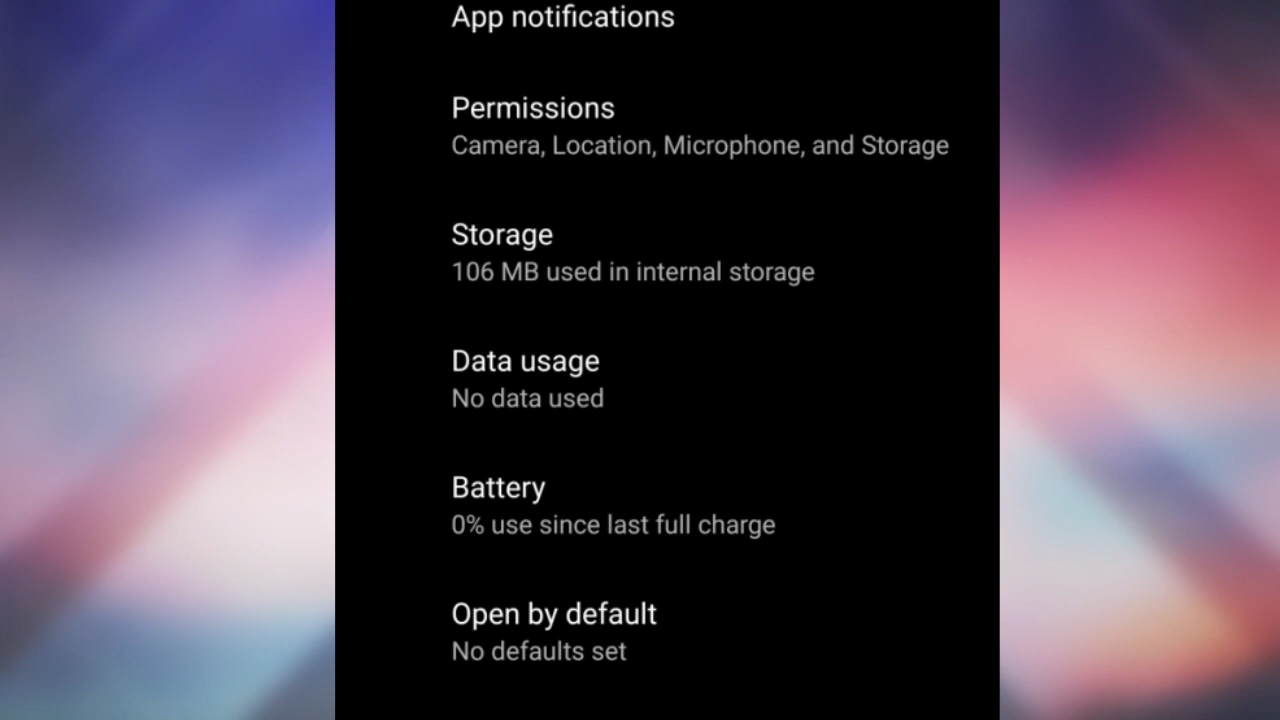 App notifications
Permissions
Camera, Location, Microphone, and Storage
Storage
106 MB used in internal storage
Data usage
No data used
Battery
0% use since last full charge
Open by default
No defaults set